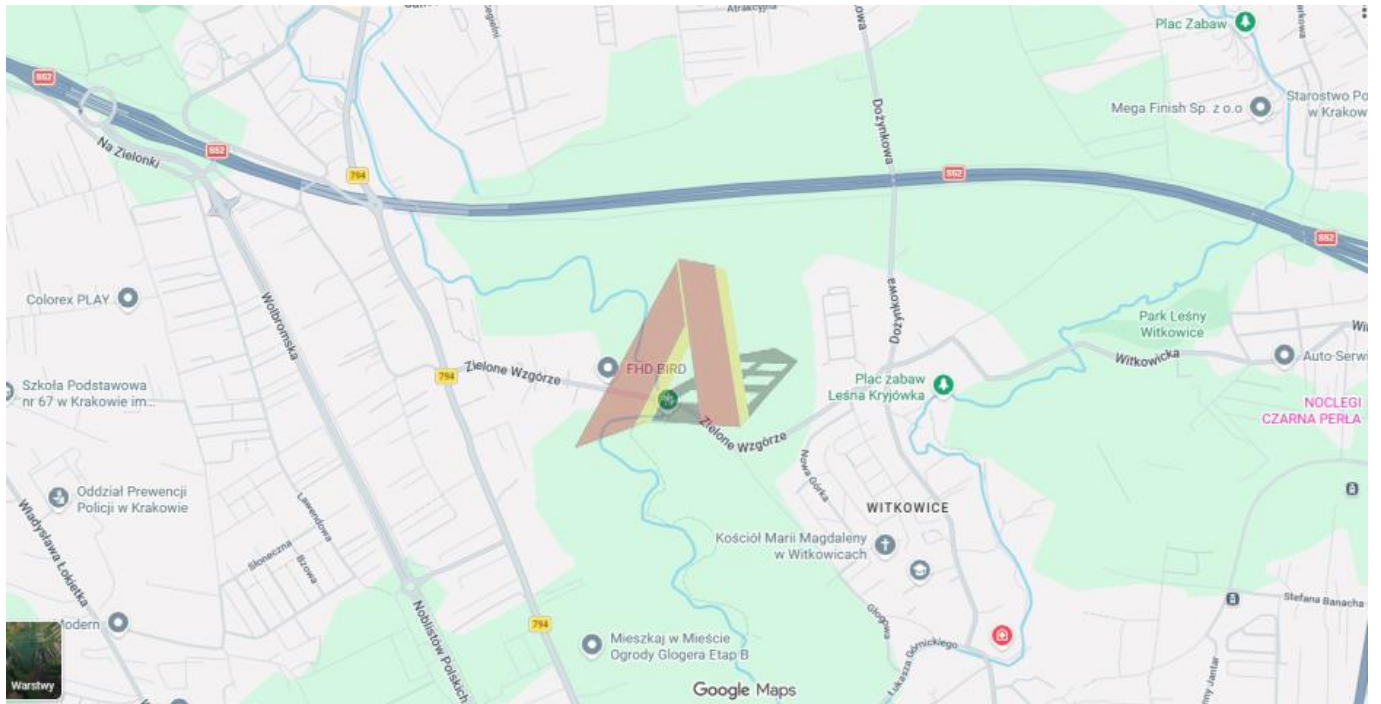 Atrakcyjna
Plac Zabaw
S52
Mega Finish Sp. z o.o
Starostwo Po
w Krakow
Na Zielonki
S52
Dożynkowa
794
S52
S52
Colorex PLAY
Wolbromska
Dożynkowa
Park Leśny
Witkowice
Witkowicka
Auto-Serwi
Zielone Wzgórze
FHD BIRD
794
Szkoła Podstawowa
nr 67 w Krakowie im...
Plac zabaw
Leśna Kryjówka
NOCLEGI
CZARNA PERŁA
Zielone Wzgórze
Nowa Górka
Oddział Prewencji
Policji w Krakowie
Lawendowa
WITKOWICE
Władysława Łokietka
Słoneczna
Bzowa
Kościół Marii Magdaleny
w Witkowicach
Stefana Banacha
Modern
Noblistów Polskich
794
Głogowa
Łukasza Górnickiego
Mieszkaj w Mieście
Ogrody Glogera Etap B
Warstwy
Google Maps
nny Jantar